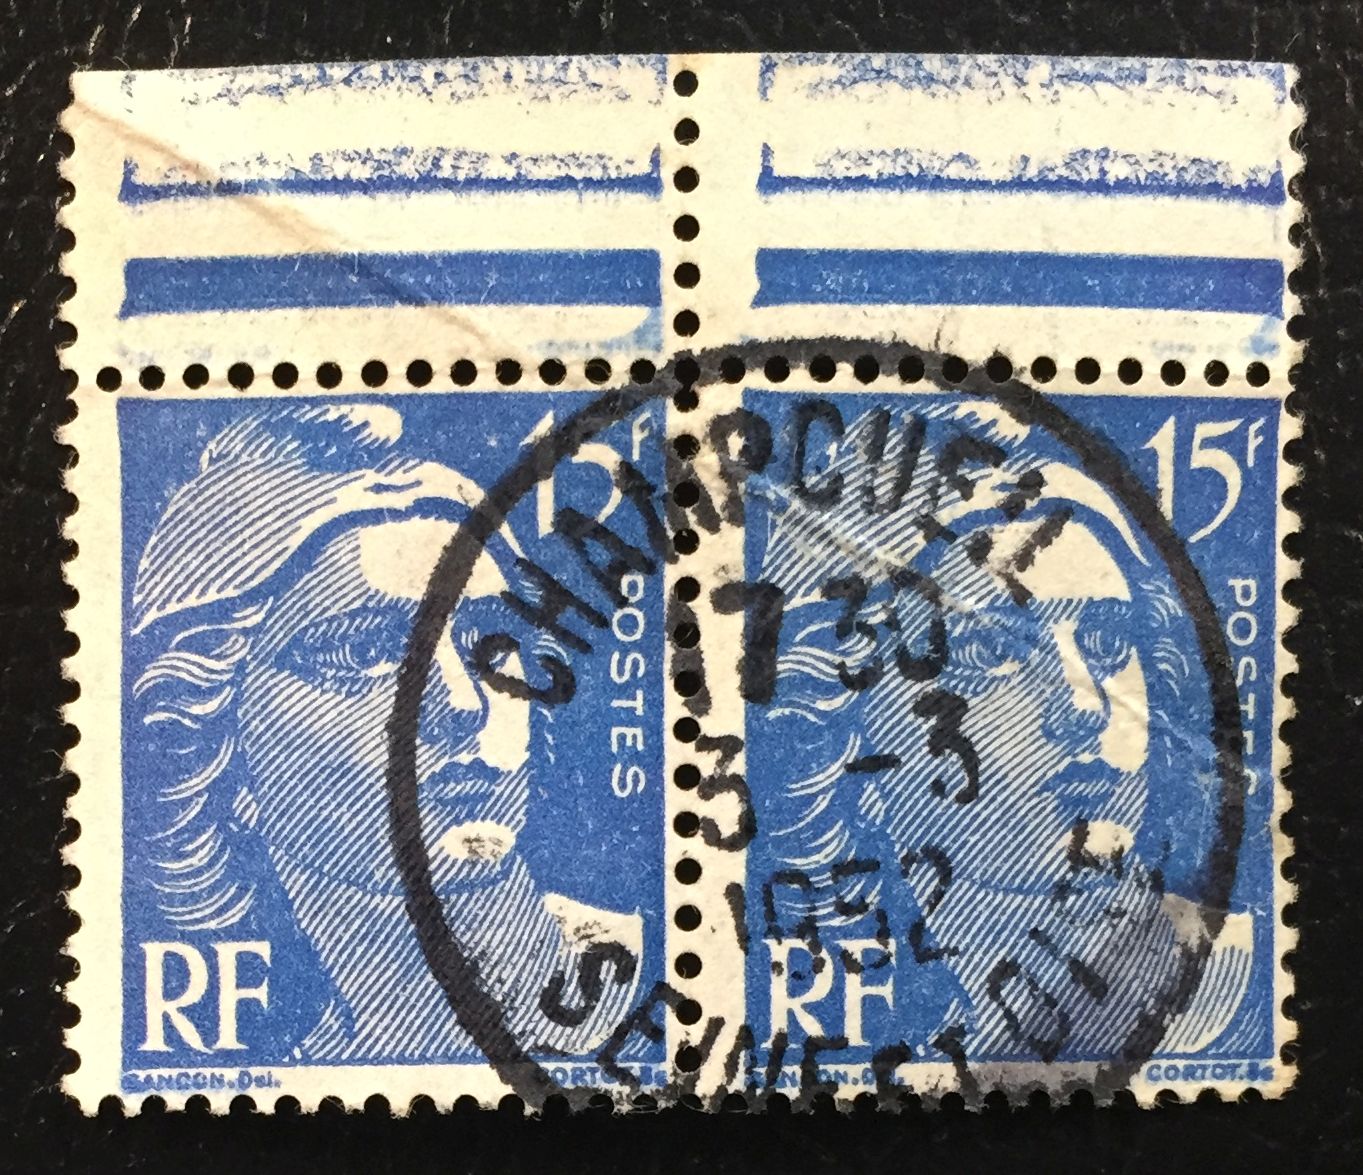 15F
POSTES
RF
GANDON.Del.
CORTOT.Sc
15F
POSTES
RF
GANDON.Del.
CORTOT.Sc
CHAMPCUEIL
17 30
3 - 3
1952
SEINE ET OISE